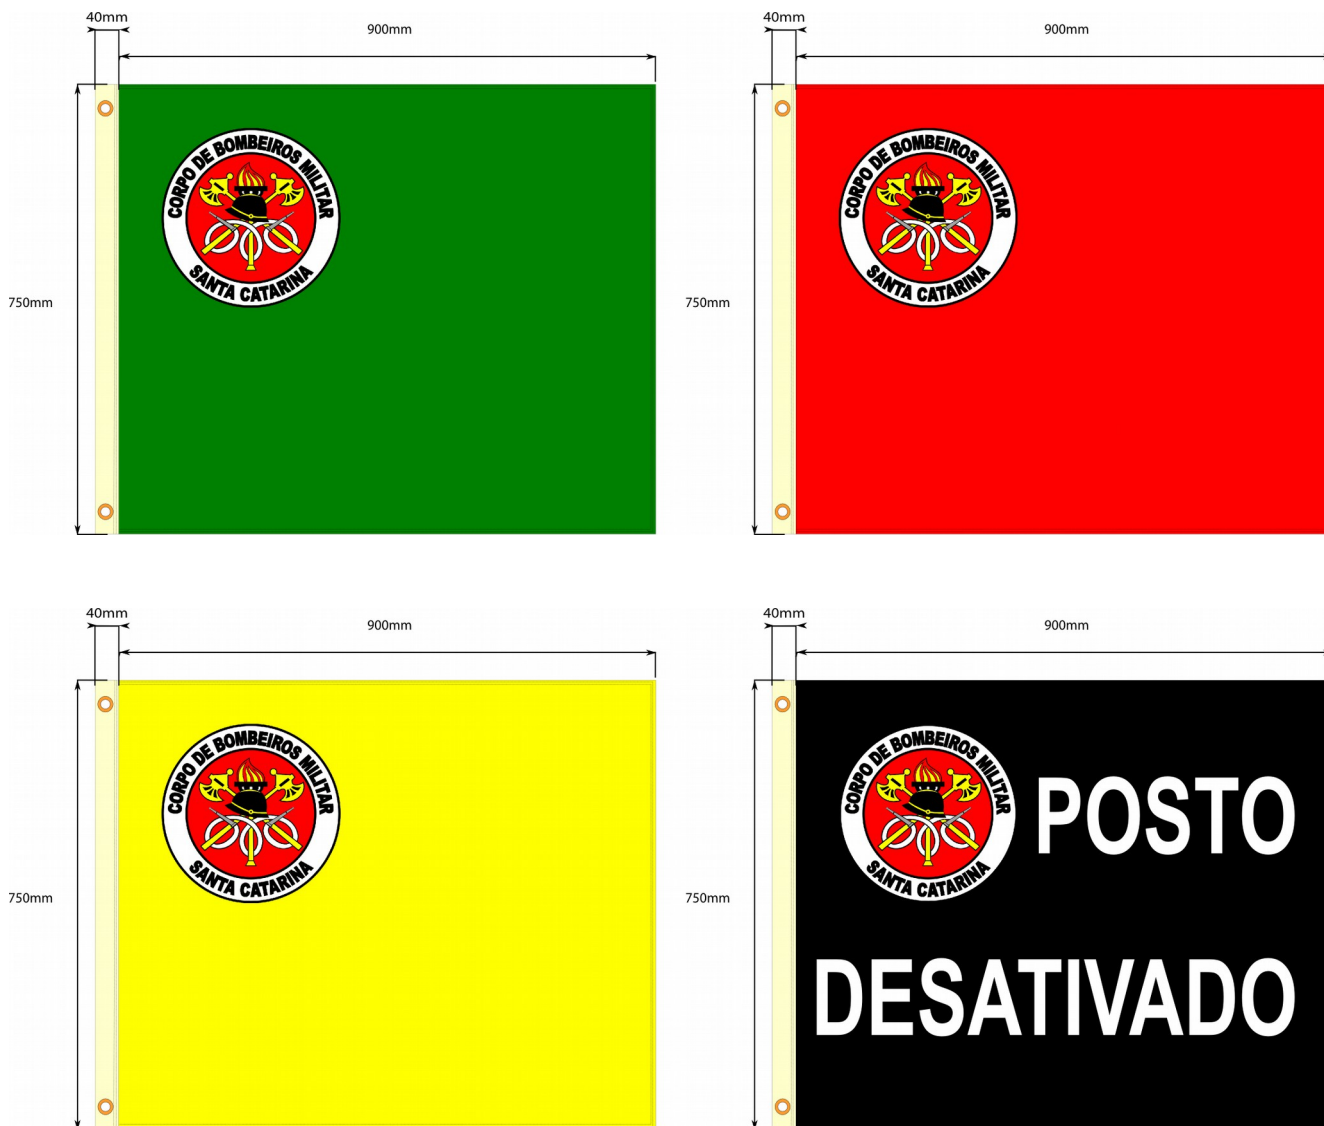 40mm
900mm
750mm
CORPO DE BOMBEIROS MILITAR
SANTA CATARINA
40mm
900mm
750mm
CORPO DE BOMBEIROS MILITAR
SANTA CATARINA
40mm
900mm
750mm
CORPO DE BOMBEIROS MILITAR
SANTA CATARINA
40mm
900mm
750mm
CORPO DE BOMBEIROS MILITAR
SANTA CATARINA
POSTO
DESATIVADO